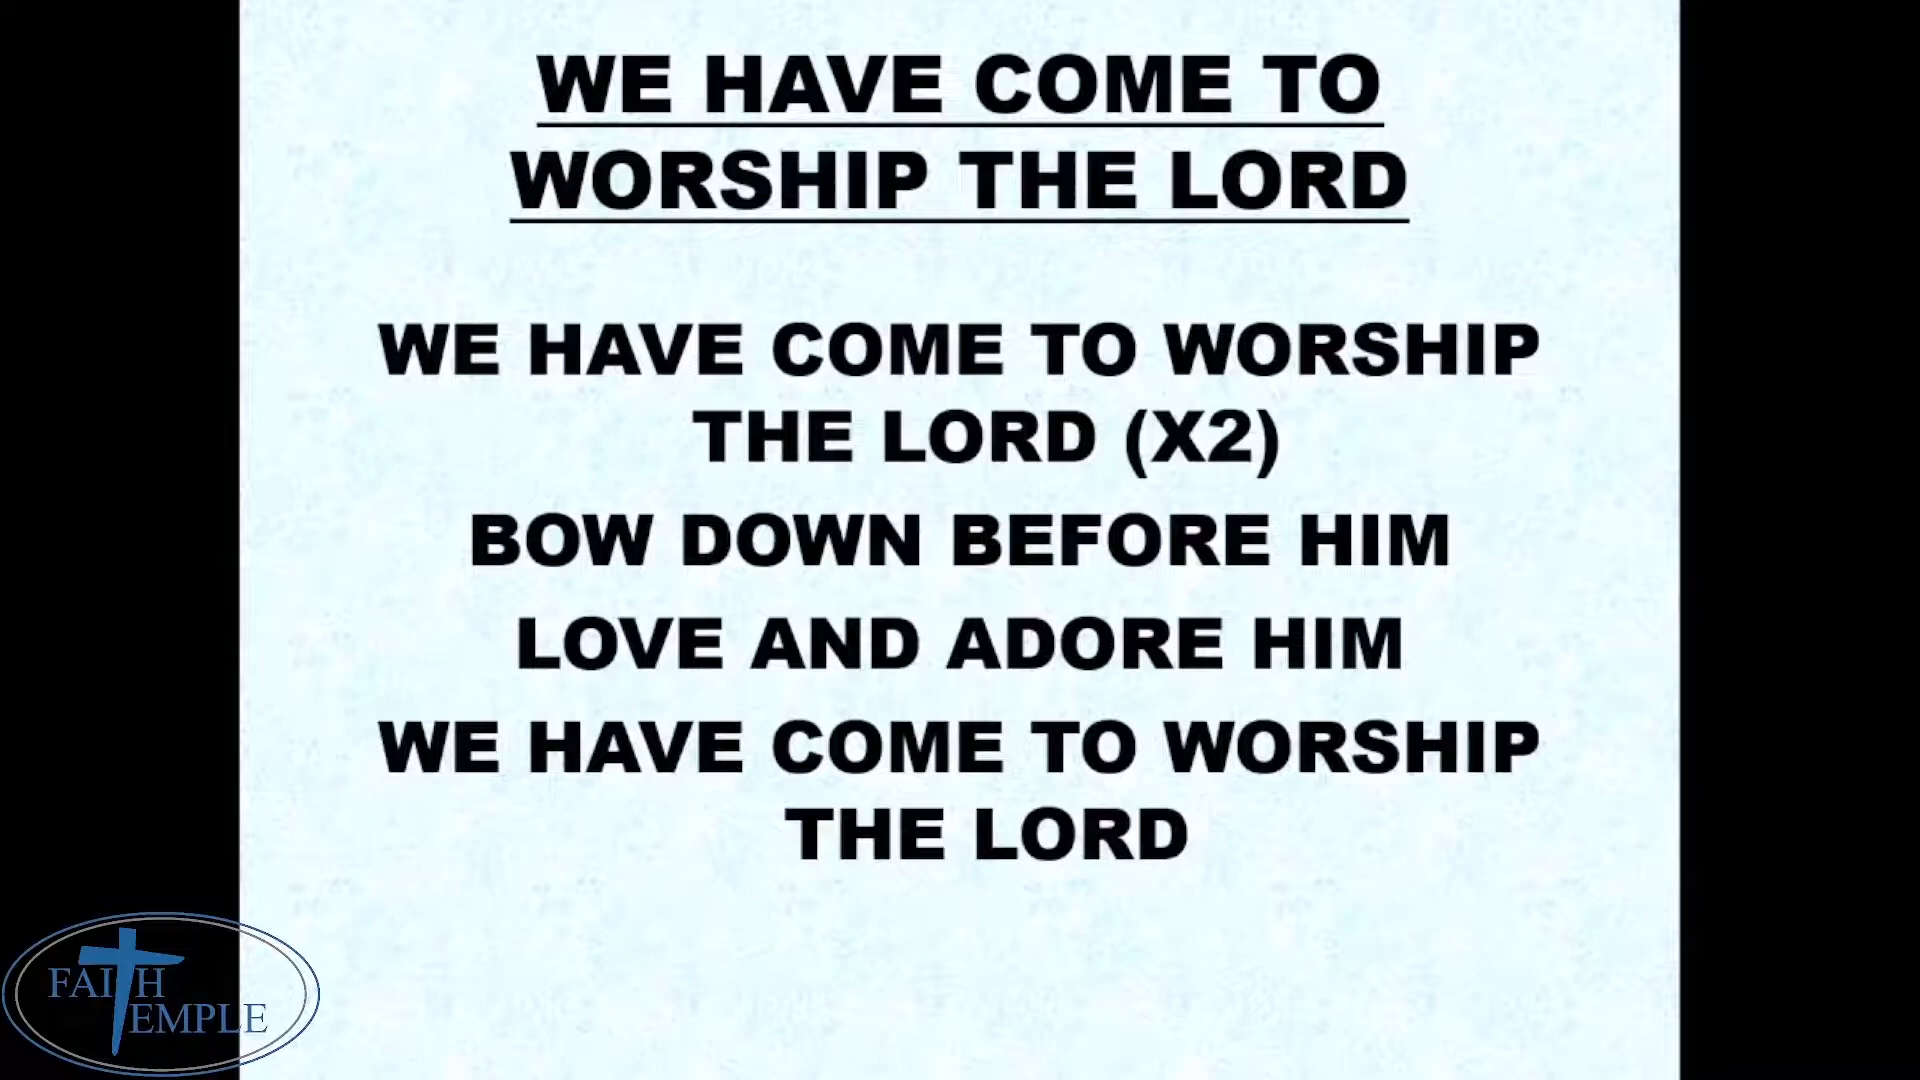 WE HAVE COME TO
WORSHIP THE LORD
WE HAVE COME TO WORSHIP
THE LORD (X2)
BOW DOWN BEFORE HIM
LOVE AND ADORE HIM
WE HAVE COME TO WORSHIP
THE LORD
FAITH
TEMPLE